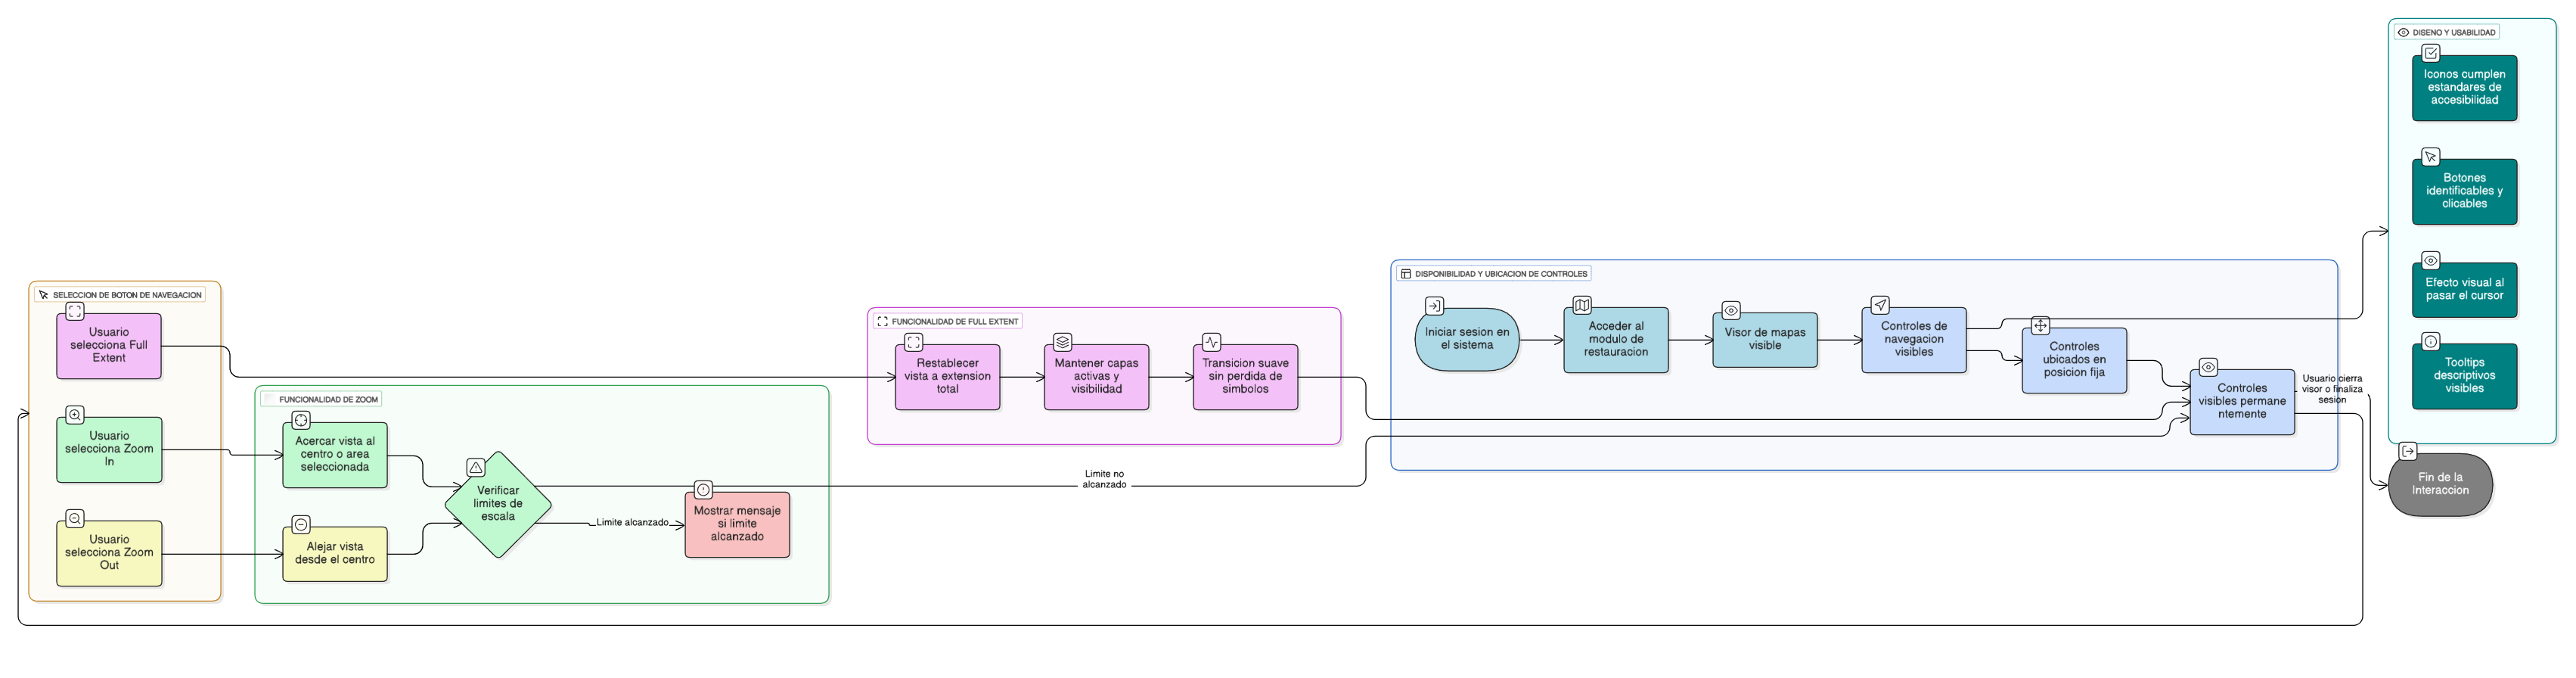 SELECCION DE BOTON DE NAVEGACION
Usuario
selecciona Full
Extent
Usuario
selecciona Zoom
In
Usuario
selecciona Zoom
Out
FUNCIONALIDAD DE ZOOM
Acercar vista al
centro o area
seleccionada
Alejar vista
desde el centro
Verificar
limites de
escala
Limite alcanzado
Mostrar mensaje
si limite
alcanzado
Limite no
alcanzado
FUNCIONALIDAD DE FULL EXTENT
Restablecer
vista a extension
total
Mantener capas
activas y
visibilidad
Transicion suave
sin perdida de
simbolos
DISPONIBILIDAD Y UBICACION DE CONTROLES
Iniciar sesion en
el sistema
Acceder al
modulo de
restauracion
Visor de mapas
visible
Controles de
navegacion
visibles
Controles
ubicados en
posicion fija
Controles
visibles permane
ntemente
Usuario cierra
visor o finaliza
sesion
DISENO Y USABILIDAD
Iconos cumplen
estandares de
accesibilidad
Botones
identificables y
clicables
Efecto visual al
pasar el cursor
Tooltips
descriptivos
visibles
Fin de la
Interaccion